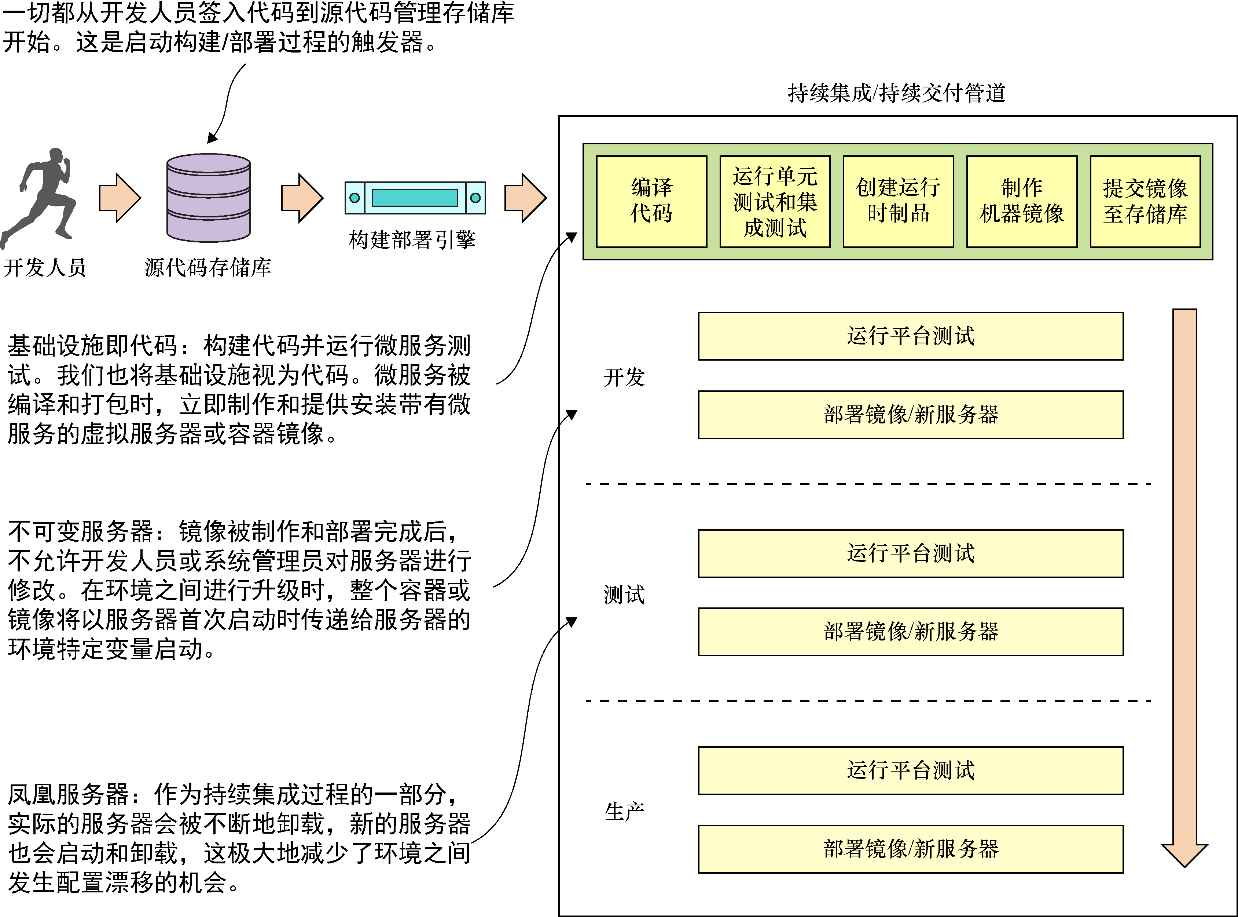 一切都从开发人员签入代码到源代码管理存储库
开始。这是启动构建/部署过程的触发器。
持续集成/持续交付管道
开发人员
源代码存储库
构建部署引擎
编译
代码
运行单元
测试和集
成测试
创建运行
时制品
制作
机器镜像
提交镜像
至存储库
基础设施即代码：构建代码并运行微服务测
试。我们也将基础设施视为代码。微服务被
编译和打包时，立即制作和提供安装带有微
服务的虚拟服务器或容器镜像。
开发
运行平台测试
部署镜像/新服务器
不可变服务器：镜像被制作和部署完成后，
不允许开发人员或系统管理员对服务器进行
修改。在环境之间进行升级时，整个容器或
镜像将以服务器首次启动时传递给服务器的
环境特定变量启动。
测试
运行平台测试
部署镜像/新服务器
凤凰服务器：作为持续集成过程的一部分，
实际的服务器会被不断地卸载，新的服务器
也会启动和卸载，这极大地减少了环境之间
发生配置漂移的机会。
生产
运行平台测试
部署镜像/新服务器